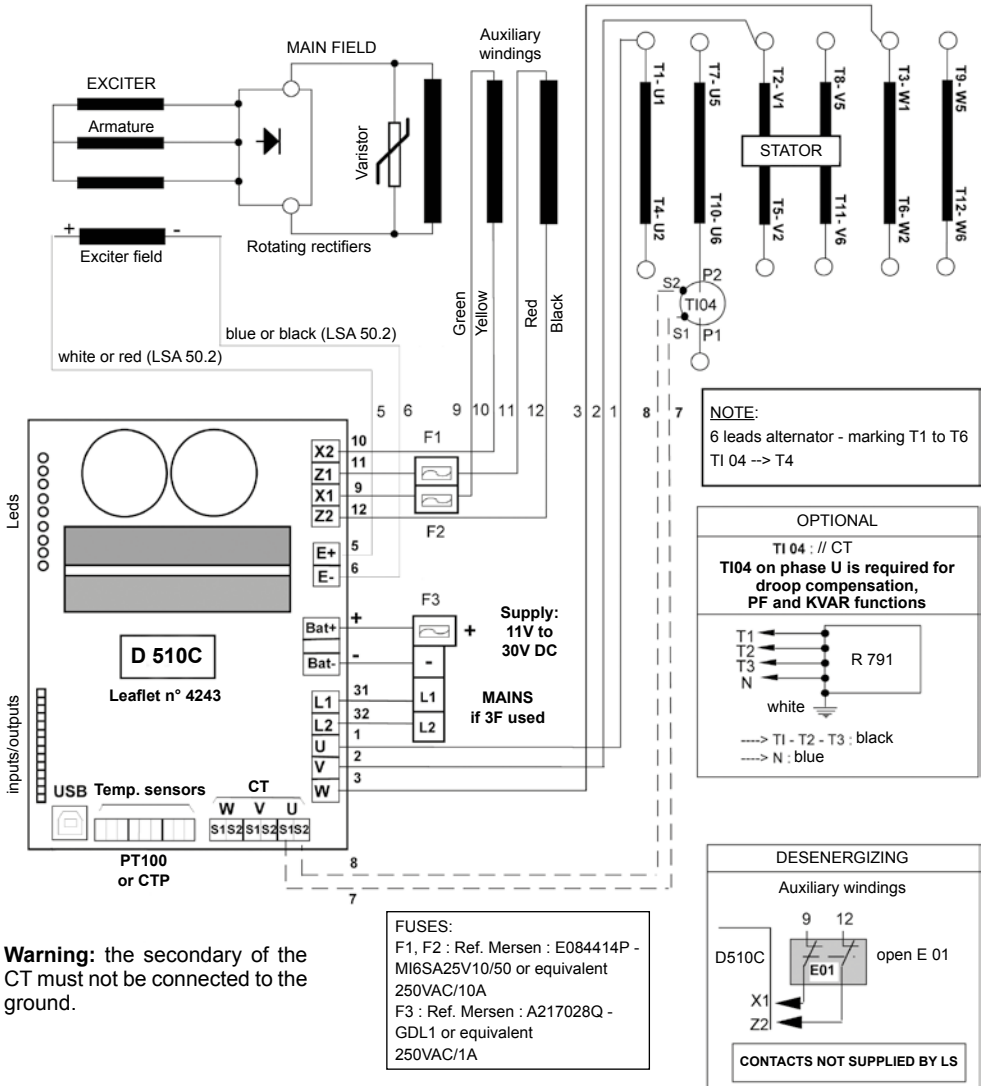 MAIN FIELD
Auxiliary
windings
EXCITER
Armature
Varistor
+
-
Exciter field
Rotating rectifiers
Green
Yellow
Red
Black
T1- U1
T7- U5
T2- V1
T8- V5
T3- W1
T9- W5
STATOR
T4- U2
T10- U6
T5- V2
T11- V6
T6- W2
T12- W6
S2
P2
TI04
S1
P1
blue or black (LSA 50.2)
white or red (LSA 50.2)
5 6 9 10 11 12 3 2 1 8 7
Leds
X2 10
Z1 11
X1 9
Z2 12
F1
F2
E+ 5
E- 6
Bat+ +
Bat- -
F3
+
-
L1
L2
Supply:
11V to
30V DC
MAINS
if 3F used
D 510C
Leaflet n° 4243
L1 31
L2 32
U 1
V 2
W 3
inputs/outputs
USB
Temp. sensors
CT
W V U
S1 S2 S1 S2 S1 S2
PT100
or CTP
8
7
NOTE:
6 leads alternator - marking T1 to T6
TI 04 --> T4
OPTIONAL
TI 04 : // CT
TI04 on phase U is required for
droop compensation,
PF and KVAR functions
T1
T2
T3
N
R 791
white
----> TI - T2 - T3 : black
----> N : blue
DESENERGIZING
Auxiliary windings
9 12
D510C
E01
open E 01
X1
Z2
CONTACTS NOT SUPPLIED BY LS
Warning: the secondary of the
CT must not be connected to the
ground.
FUSES:
F1, F2 : Ref. Mersen : E084414P -
MI6SA25V10/50 or equivalent
250VAC/10A
F3 : Ref. Mersen : A217028Q -
GDL1 or equivalent
250VAC/1A